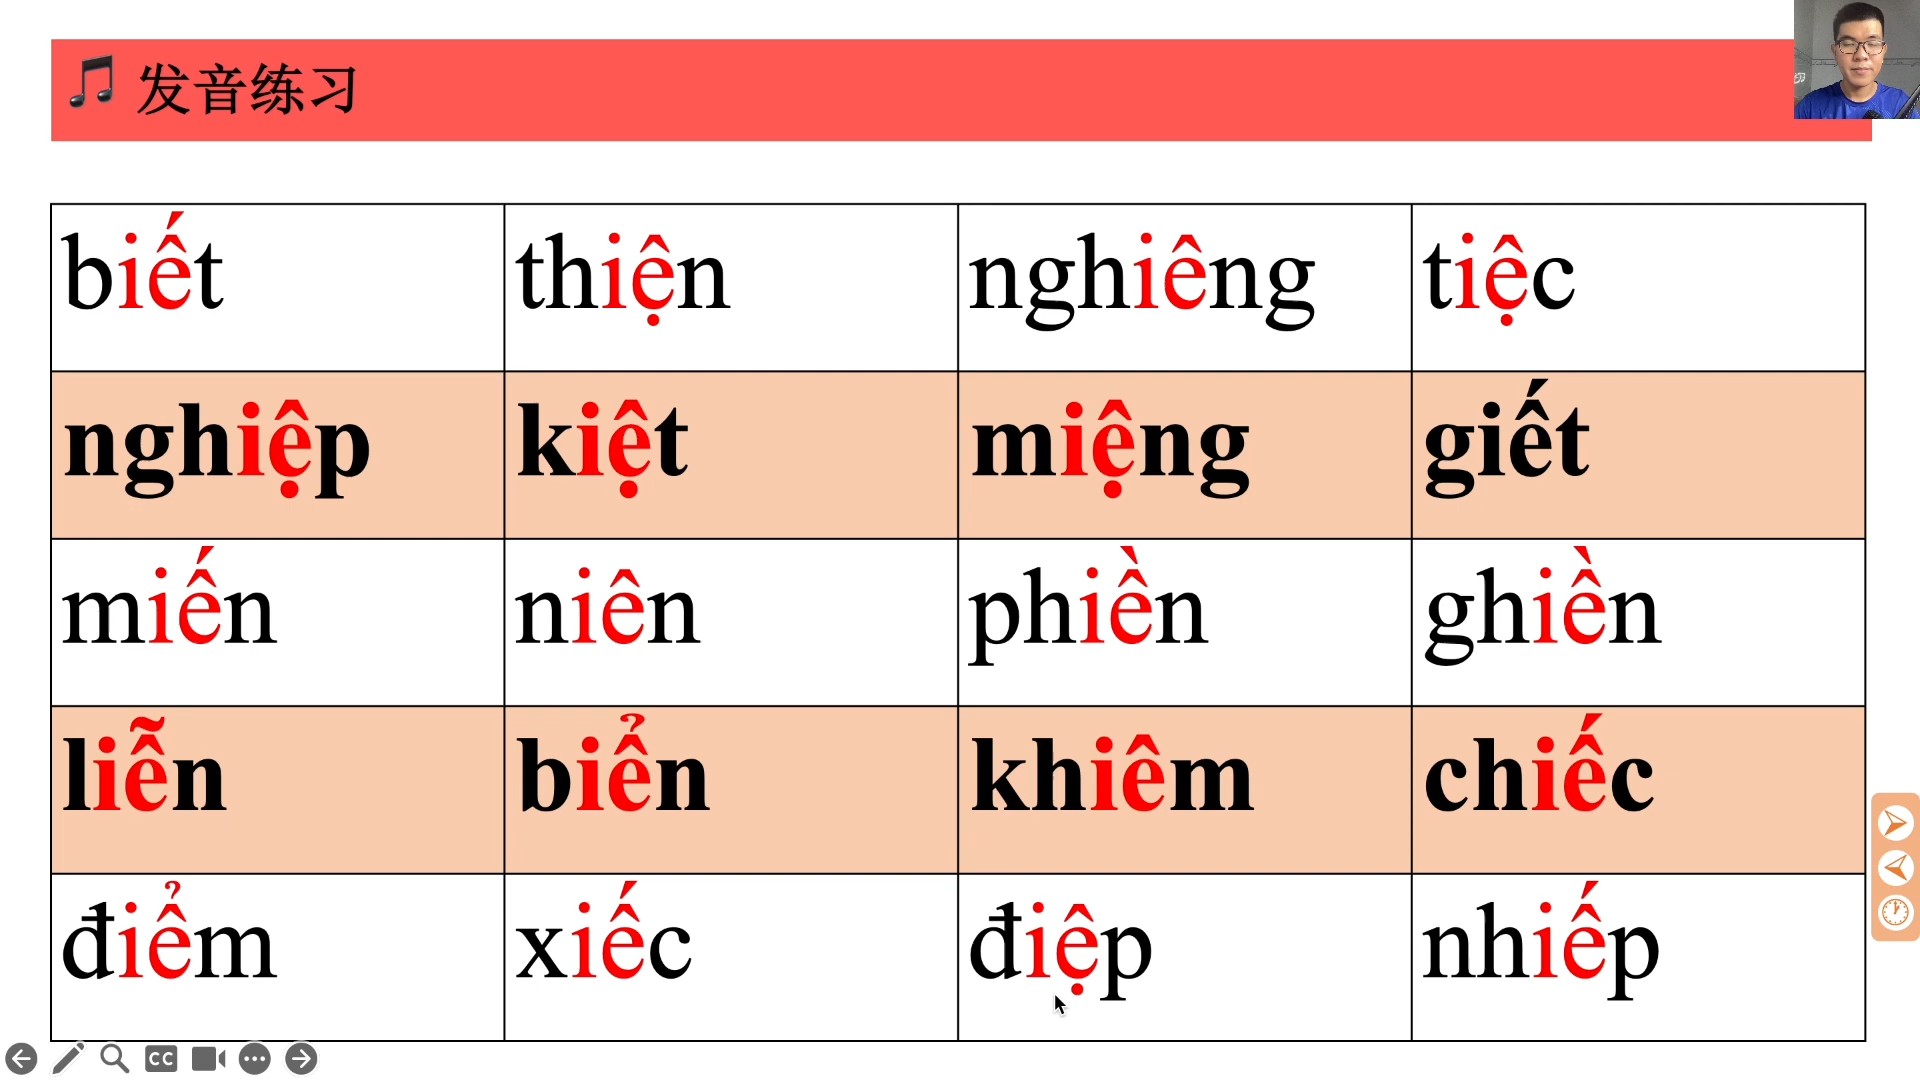 发音练习
biết thiện nghiêng tiệc
nghiệp kiệt miệng giết
miến niên phiền ghiền
liễn biển khiêm chiếc
điểm xiếc điệp nhiếp
CC